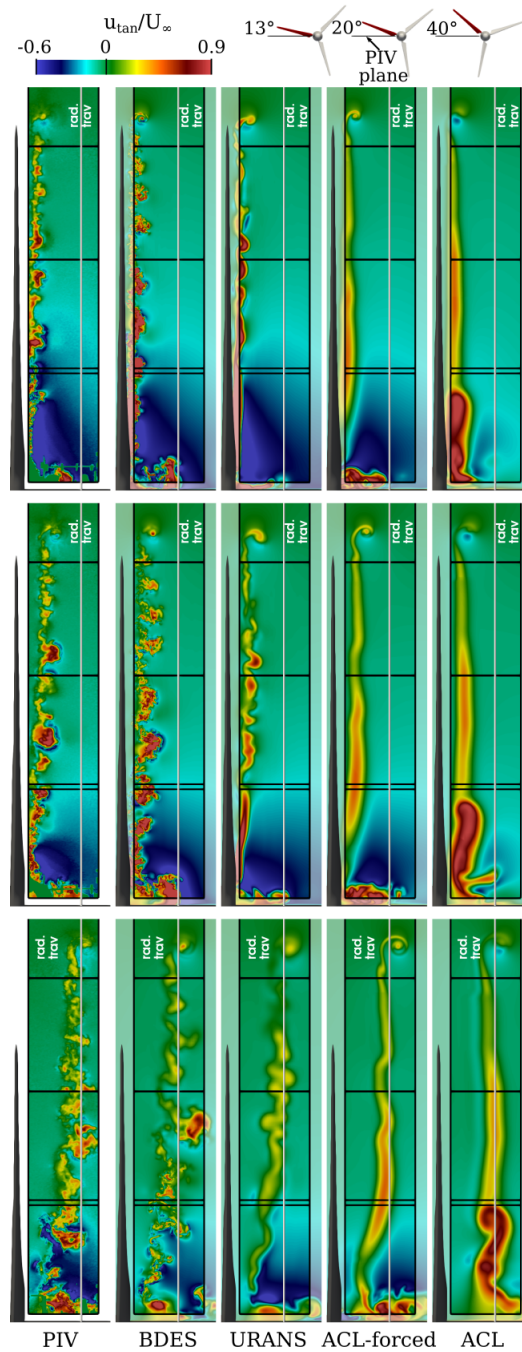 u_tan/U_∞
-0.6 0 0.9
13° 20° 40°
PIV
plane
rad.
trav
rad.
trav
rad.
trav
rad.
trav
rad.
trav
rad.
trav
rad.
trav
rad.
trav
rad.
trav
rad.
trav
rad.
trav
rad.
trav
rad.
trav
rad.
trav
rad.
trav
PIV BDES URANS ACL-forced ACL